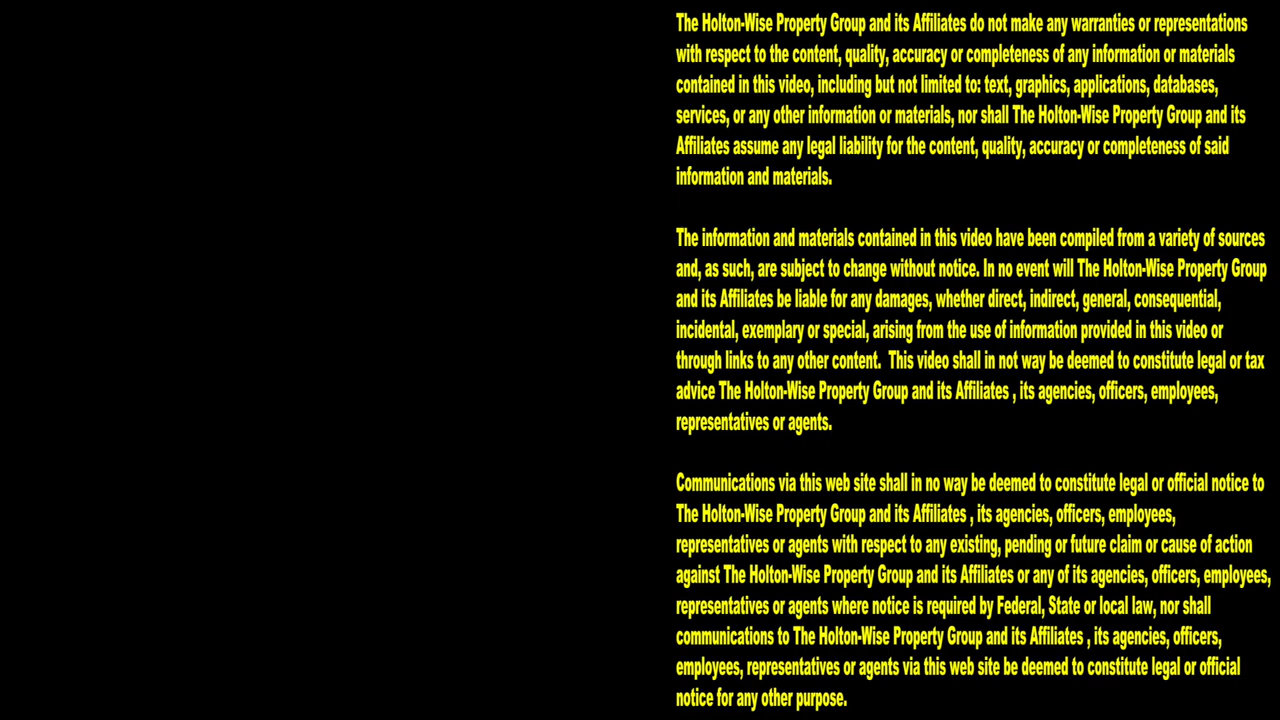 The Holton-Wise Property Group and its Affiliates do not make any warranties or representations
with respect to the content, quality, accuracy or completeness of any information or materials
contained in this video, including but not limited to: text, graphics, applications, databases,
services, or any other information or materials, nor shall The Holton-Wise Property Group and its
Affiliates assume any legal liability for the content, quality, accuracy or completeness of said
information and materials.
The information and materials contained in this video have been compiled from a variety of sources
and, as such, are subject to change without notice. In no event will The Holton-Wise Property Group
and its Affiliates be liable for any damages, whether direct, indirect, general, consequential,
incidental, exemplary or special, arising from the use of information provided in this video or
through links to any other content.  This video shall in not way be deemed to constitute legal or tax
advice The Holton-Wise Property Group and its Affiliates , its agencies, officers, employees,
representatives or agents.
Communications via this web site shall in no way be deemed to constitute legal or official notice to
The Holton-Wise Property Group and its Affiliates , its agencies, officers, employees,
representatives or agents with respect to any existing, pending or future claim or cause of action
against The Holton-Wise Property Group and its Affiliates or any of its agencies, officers, employees,
representatives or agents where notice is required by Federal, State or local law, nor shall
communications to The Holton-Wise Property Group and its Affiliates , its agencies, officers,
employees, representatives or agents via this web site be deemed to constitute legal or official
notice for any other purpose.